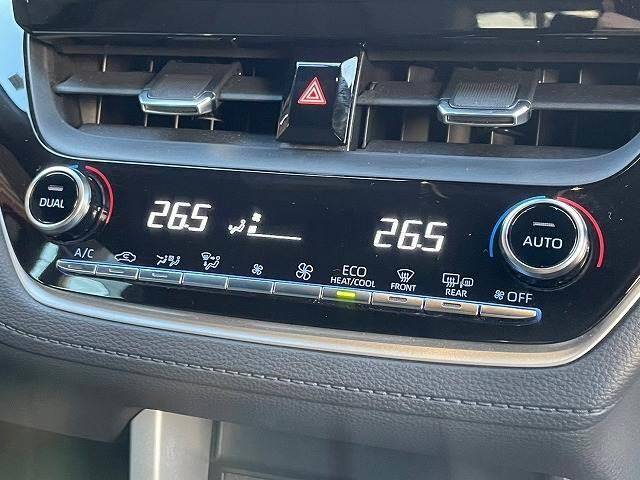 DUAL
26.5
26.5
AUTO
A/C
ECO
HEAT/COOL
FRONT
REAR
OFF